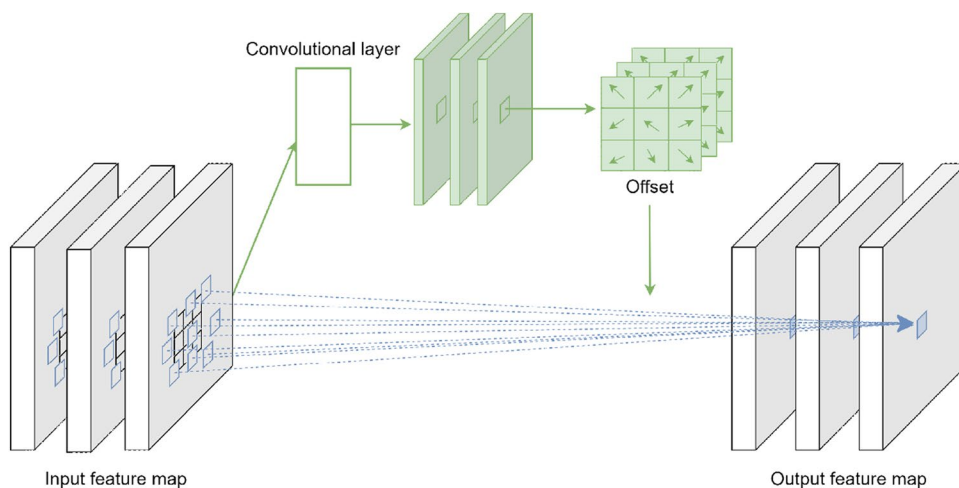 Convolutional layer
Offset
Input feature map
Output feature map